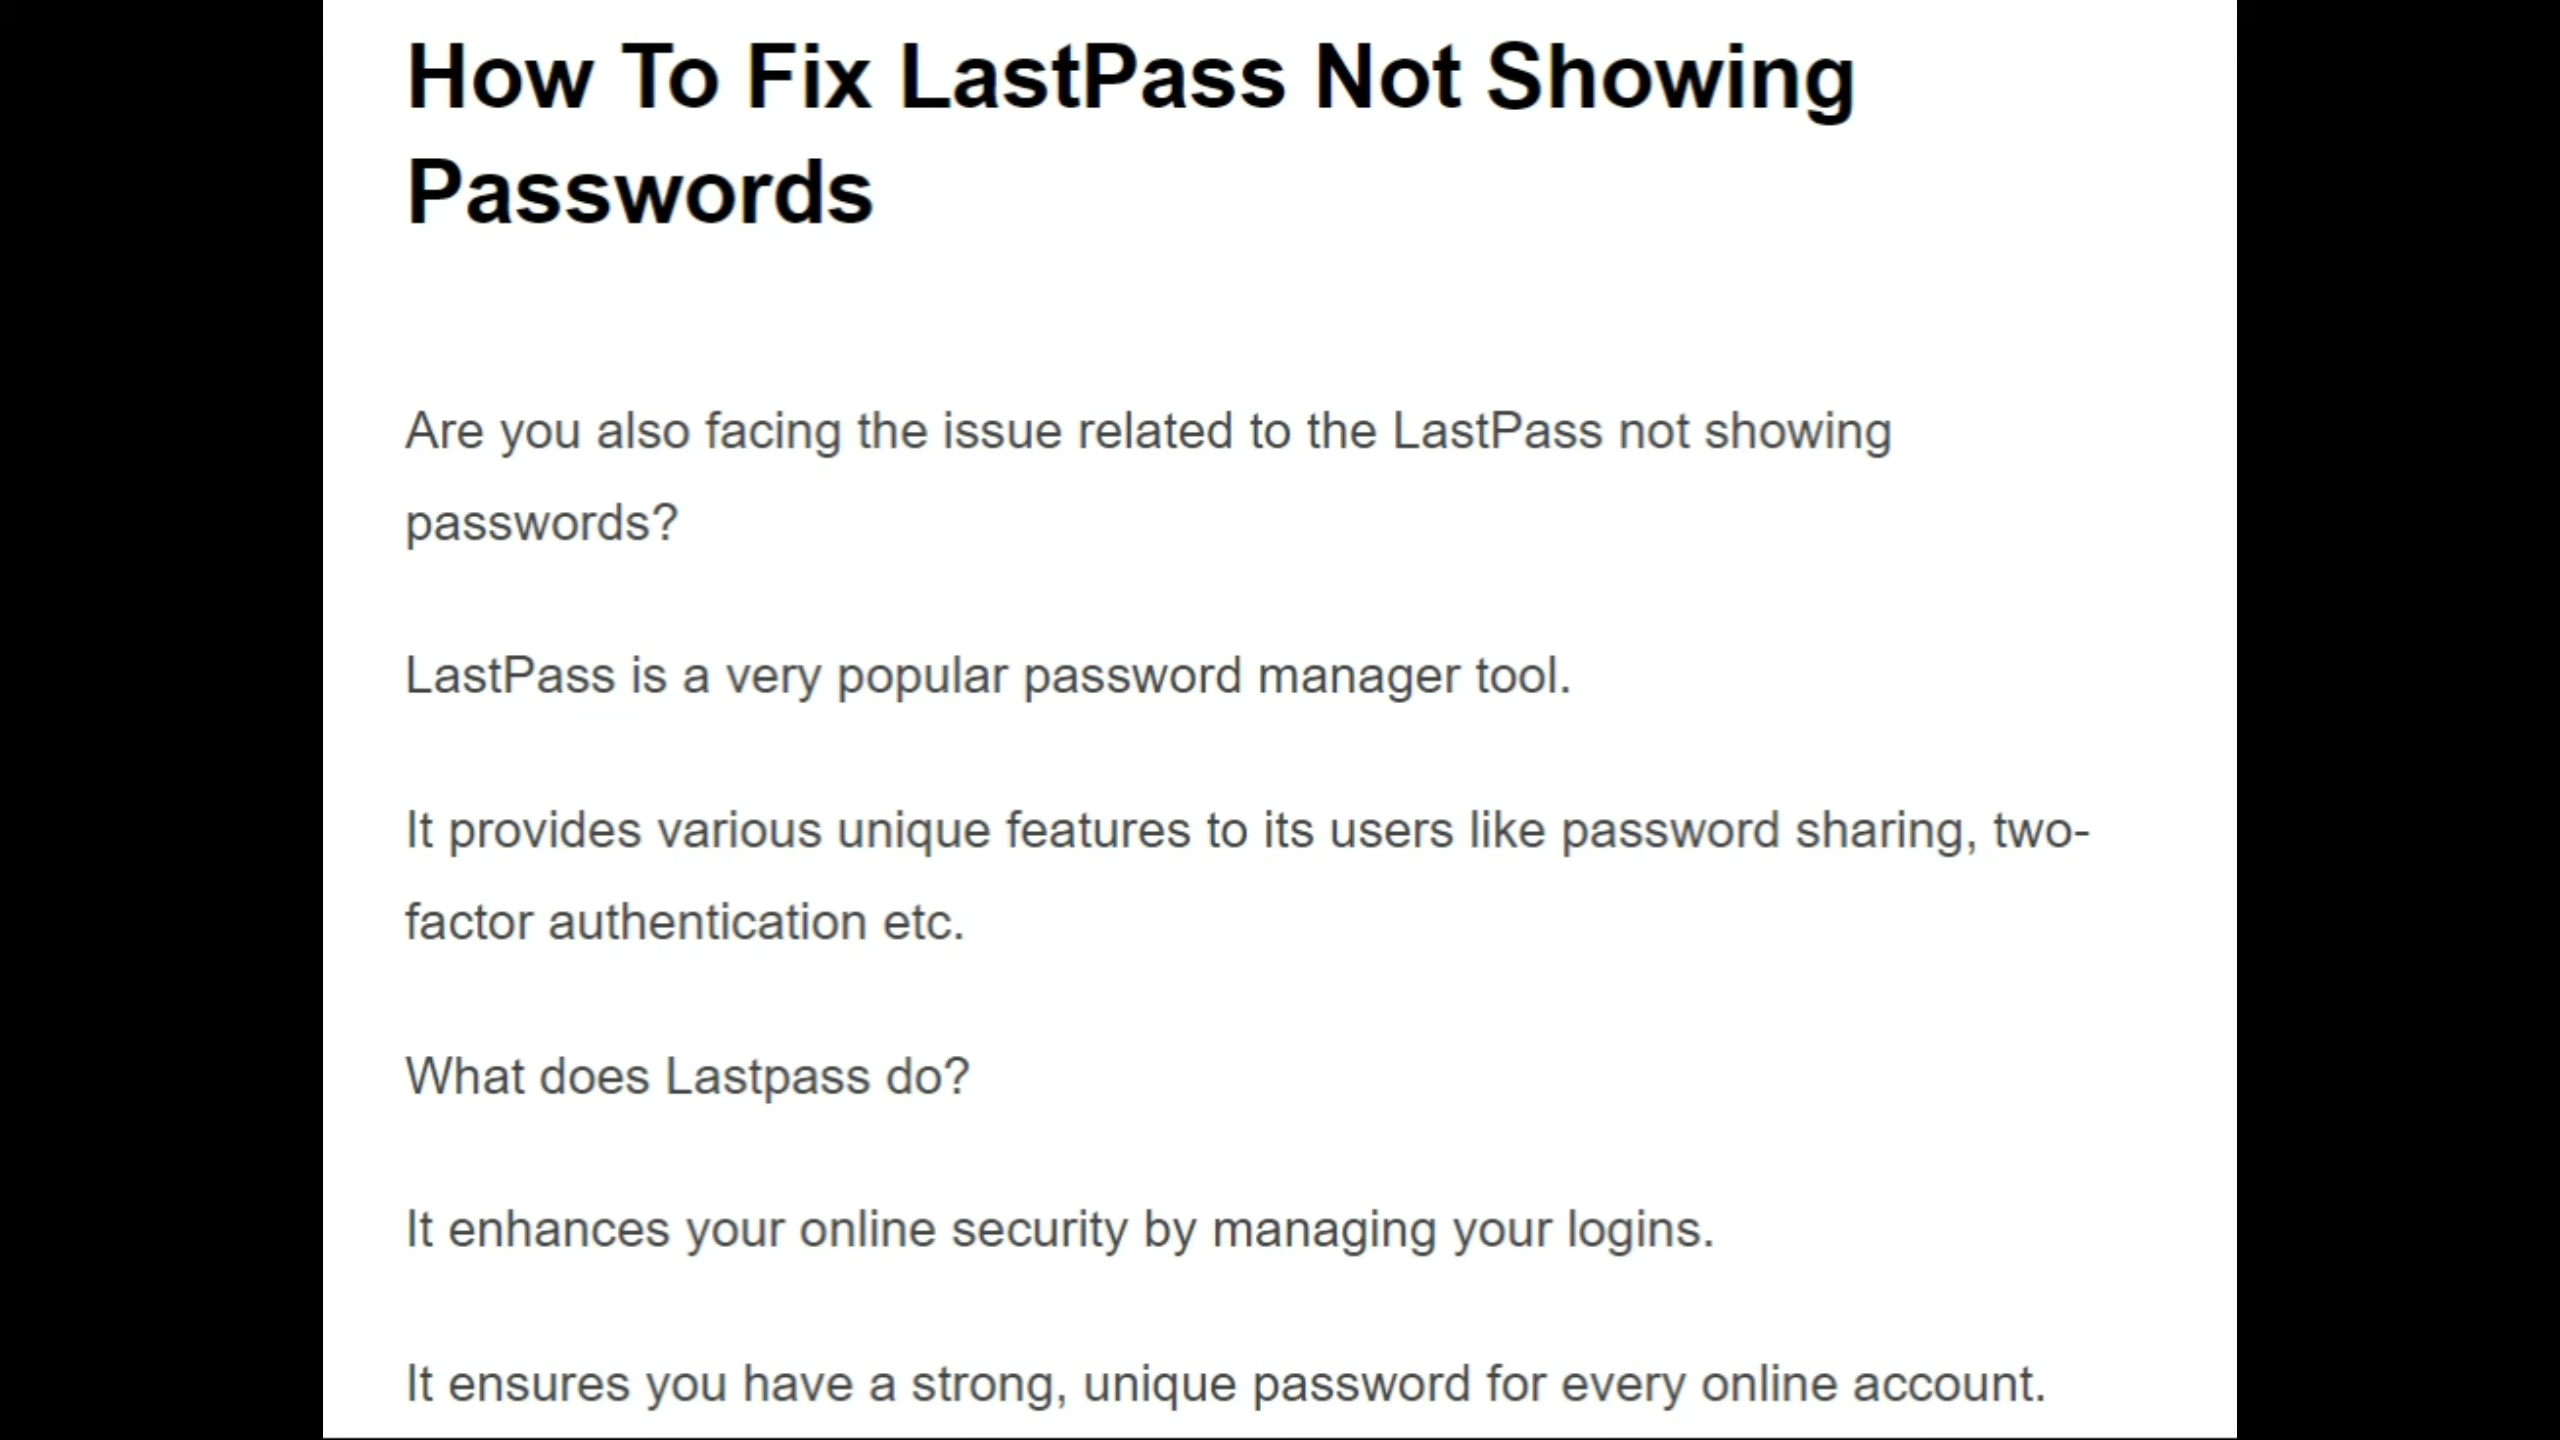 How To Fix LastPass Not Showing
Passwords
Are you also facing the issue related to the LastPass not showing
passwords?
LastPass is a very popular password manager tool.
It provides various unique features to its users like password sharing, two-
factor authentication etc.
What does Lastpass do?
It enhances your online security by managing your logins.
It ensures you have a strong, unique password for every online account.